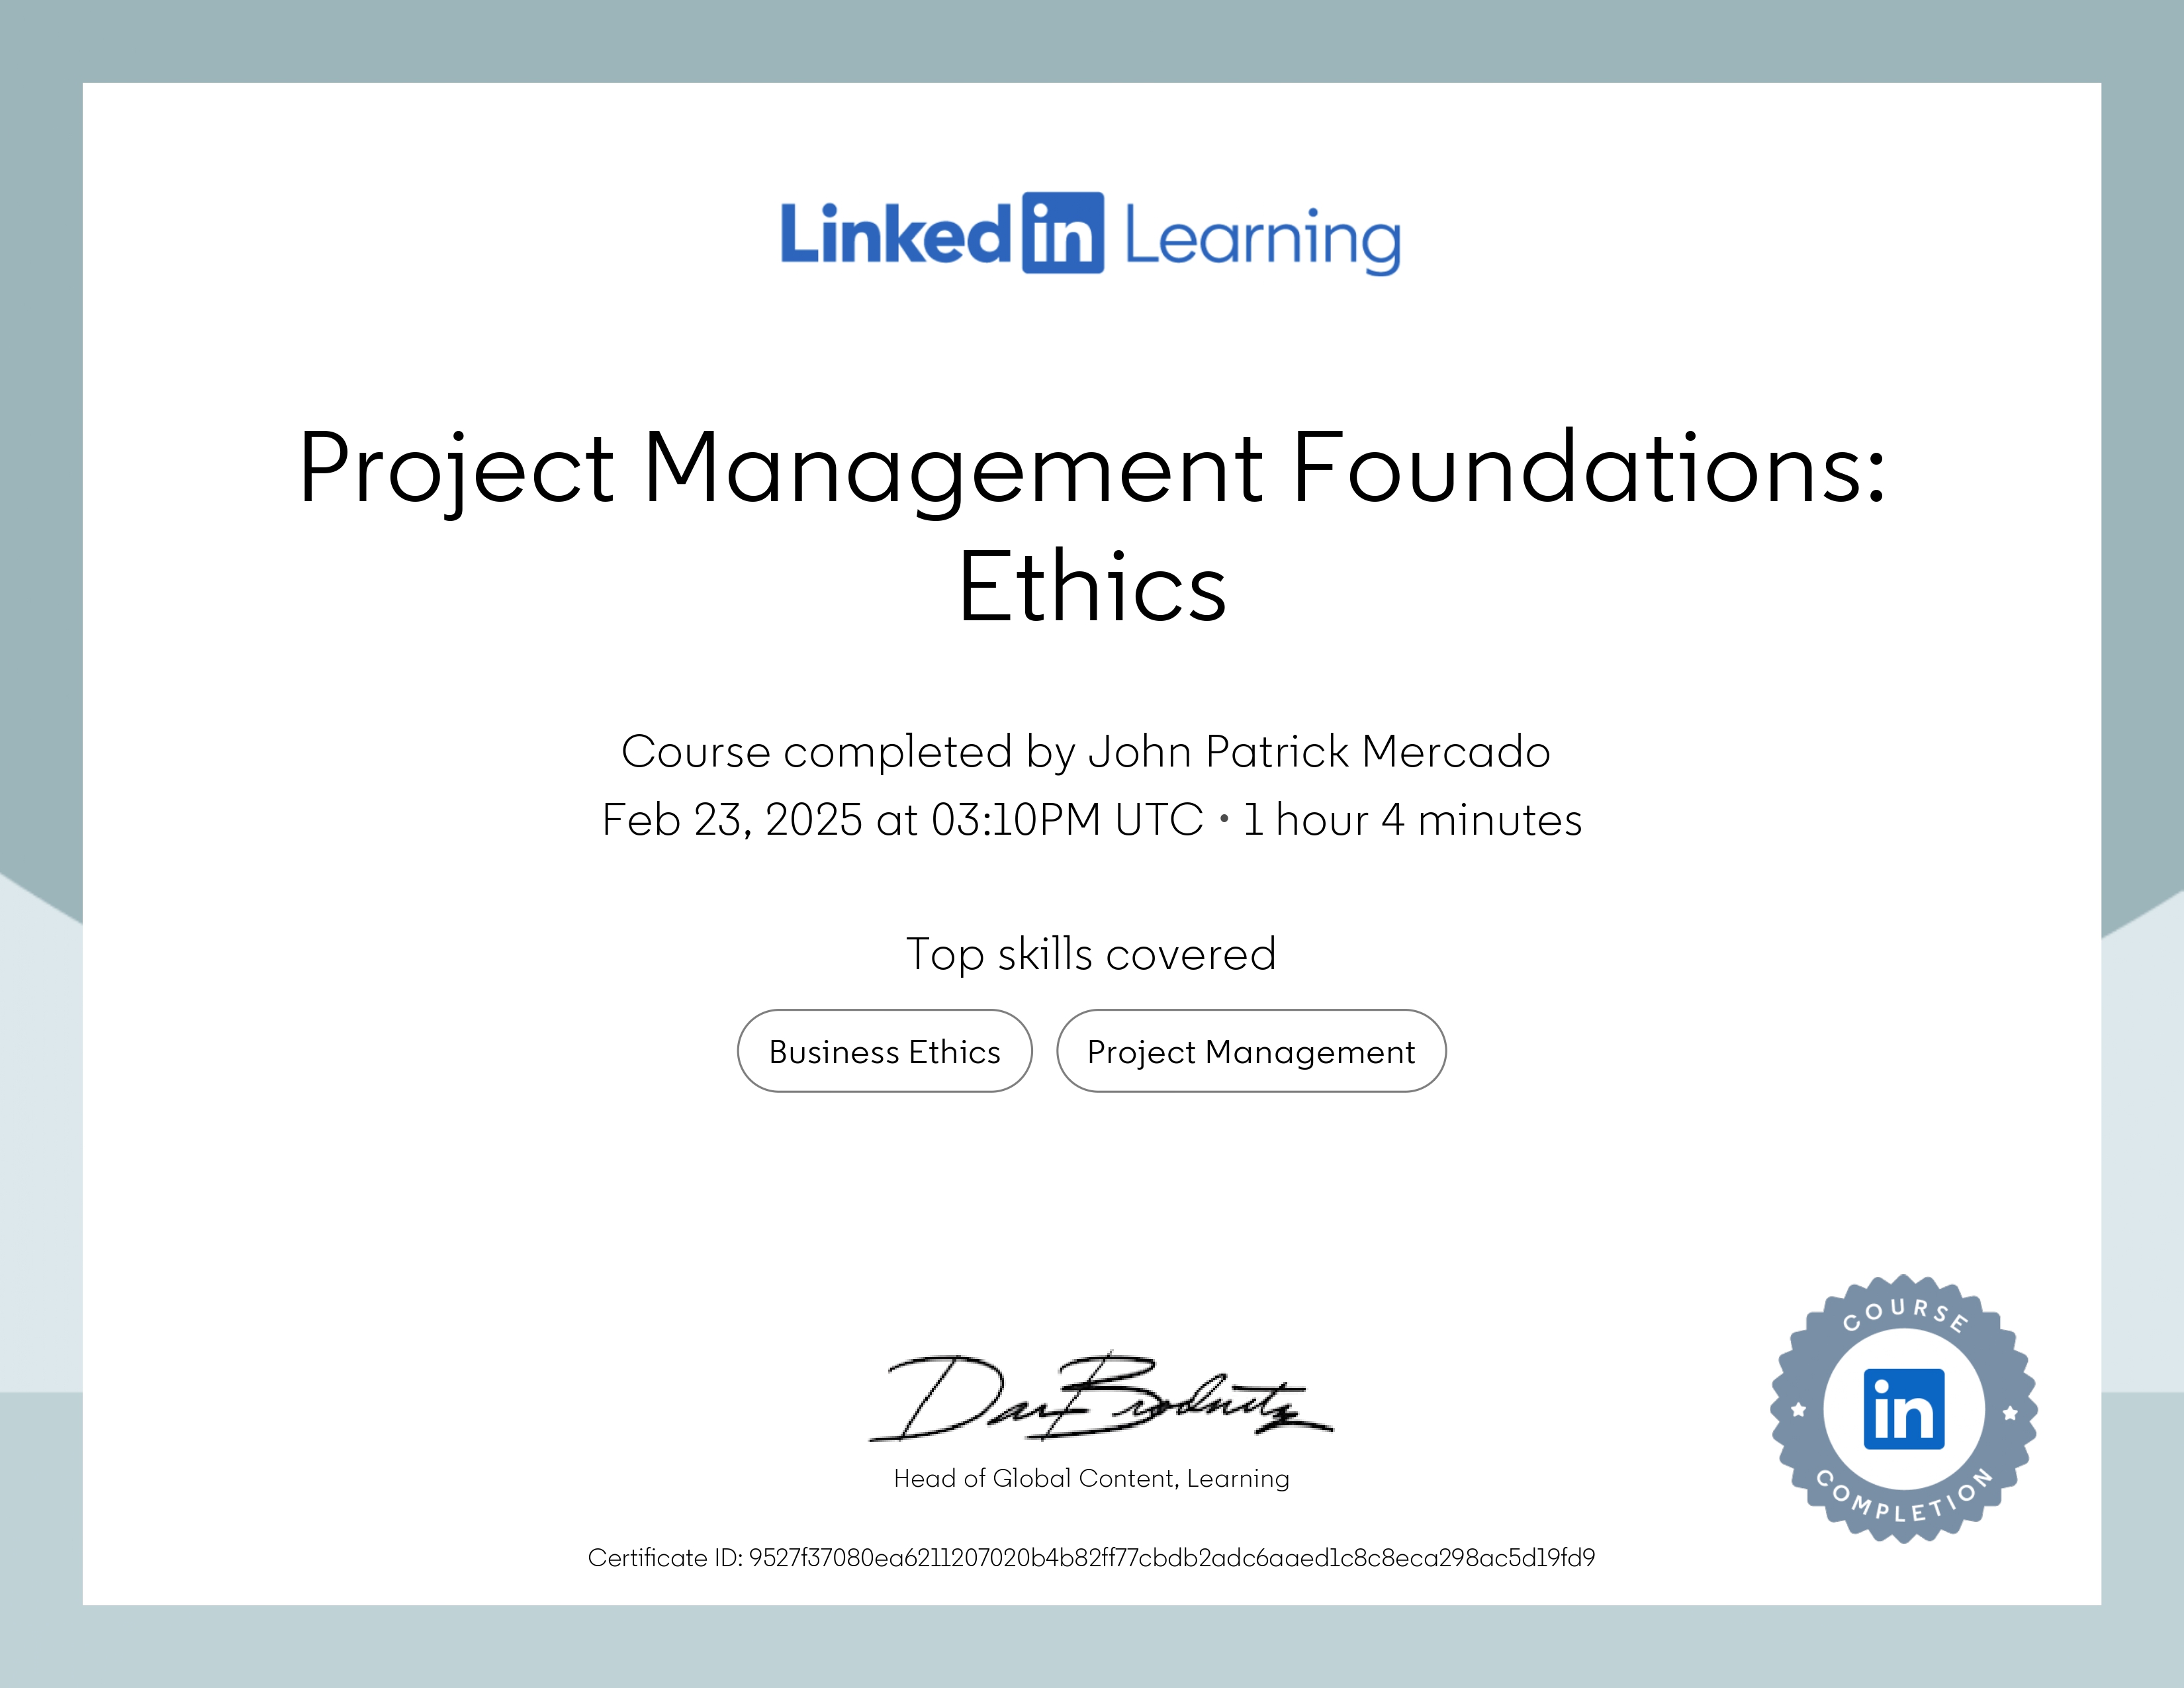 Linked in Learning
Project Management Foundations:
Ethics
Course completed by John Patrick Mercado
Feb 23, 2025 at 03:10PM UTC • 1 hour 4 minutes
Top skills covered
Business Ethics
Project Management
Head of Global Content, Learning
Certificate ID: 9527f37080ea6211207020b4b82ff77cbdb2adc6aaed1c8c8eca298ac5d19fd9
COURSE
in
COMPLETION